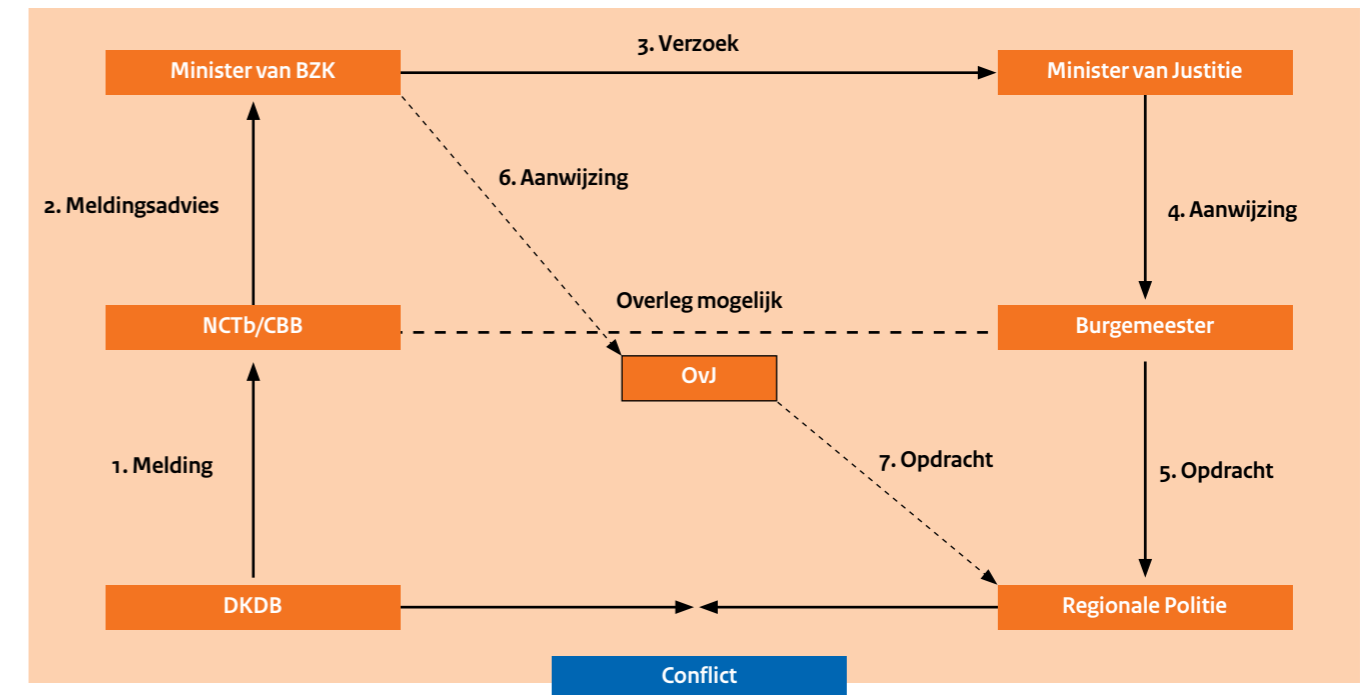 3. Verzoek
Minister van BZK
Minister van Justitie
6. Aanwijzing
2. Meldingsadvies
4. Aanwijzing
Overleg mogelijk
NCTb/CBB
Burgemeester
OvJ
1. Melding
7. Opdracht
5. Opdracht
DKDB
Regionale Politie
Conflict